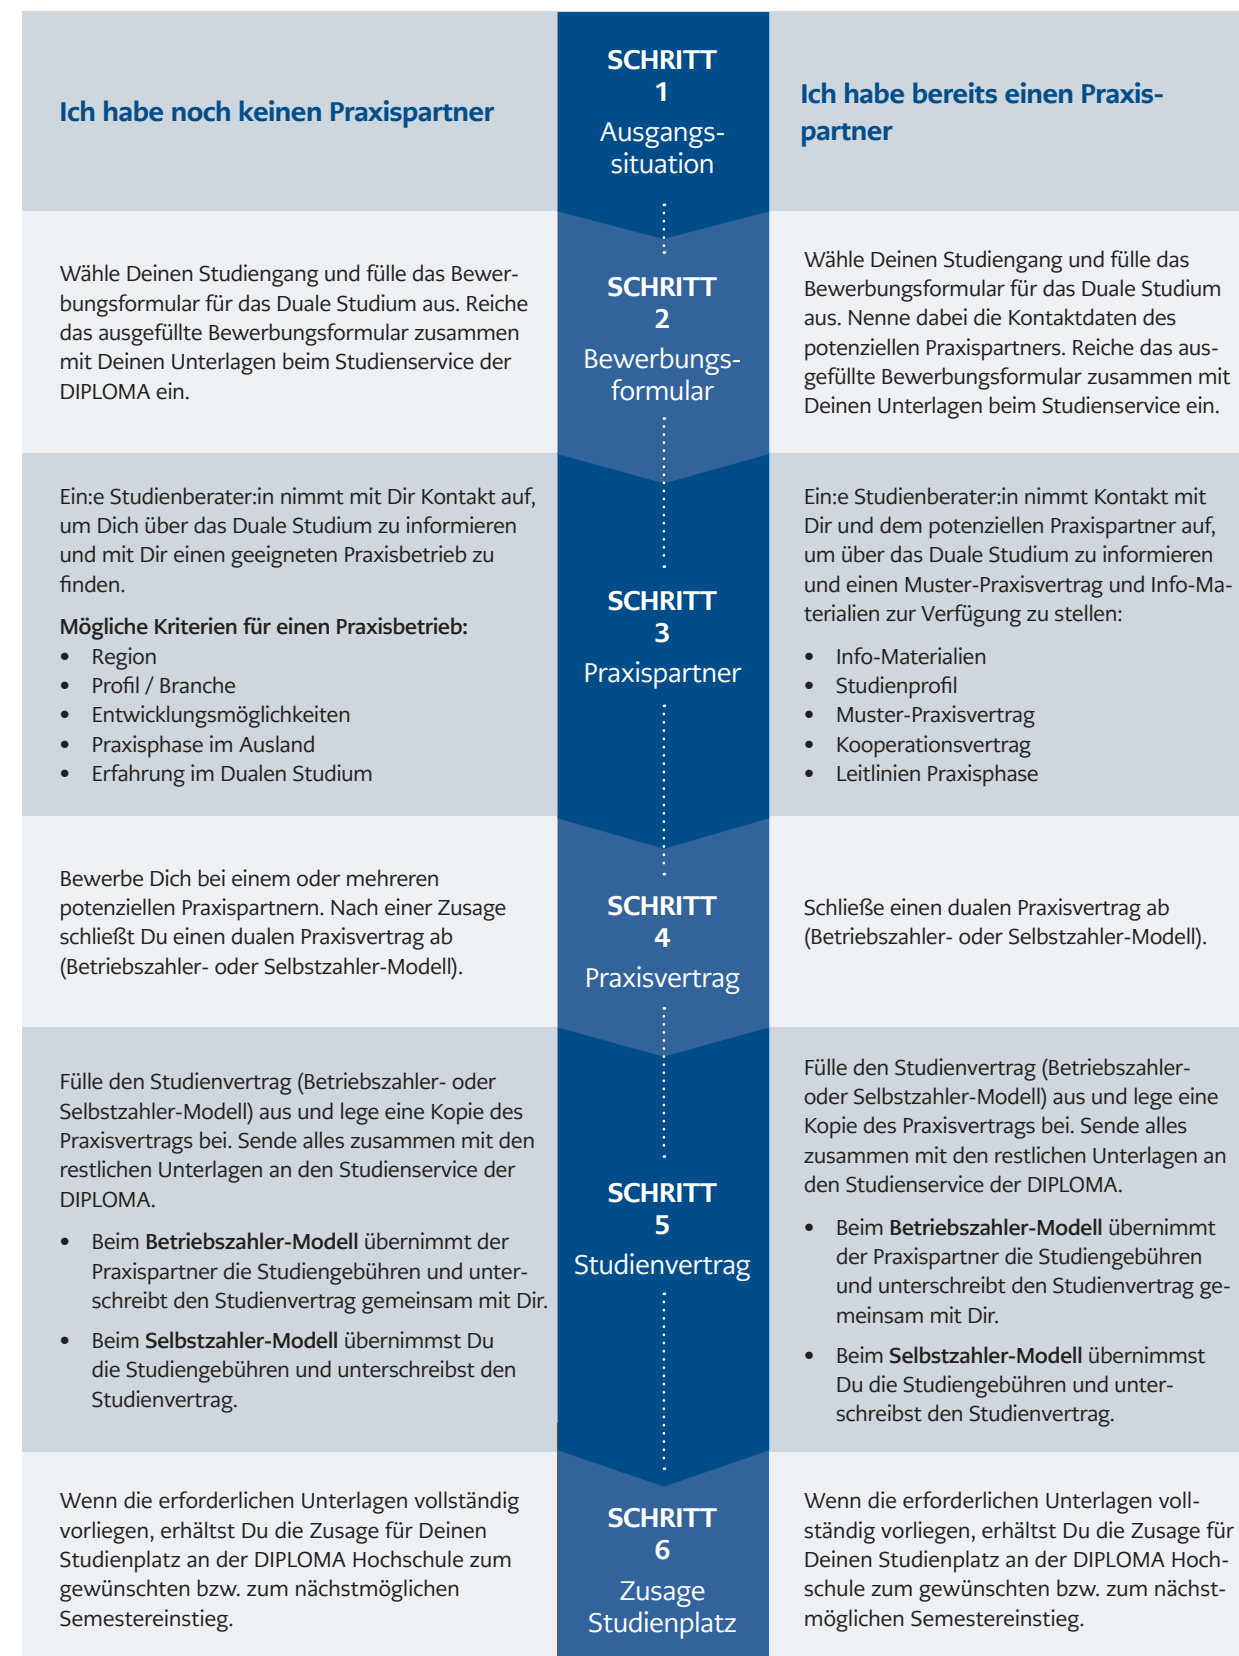 Ich habe noch keinen Praxispartner
SCHRITT
1
Ausgangs-
situation
Ich habe bereits einen Praxis-
partner
Wähle Deinen Studiengang und fülle das Bewer-
bungsformular für das Duale Studium aus. Reiche
das ausgefüllte Bewerbungsformular zusammen
mit Deinen Unterlagen beim Studienservice der
DIPLOMA ein.
SCHRITT
2
Bewerbungs-
formular
Wähle Deinen Studiengang und fülle das
Bewerbungsformular für das Duale Studium
aus. Nenne dabei die Kontaktdaten des
potenziellen Praxispartners. Reiche das aus-
gefüllte Bewerbungsformular zusammen mit
Deinen Unterlagen beim Studienservice ein.
Ein:e Studienberater:in nimmt mit Dir Kontakt auf,
um Dich über das Duale Studium zu informieren
und mit Dir einen geeigneten Praxisbetrieb zu
finden.
Mögliche Kriterien für einen Praxisbetrieb:
• Region
• Profil / Branche
• Entwicklungsmöglichkeiten
• Praxisphase im Ausland
• Erfahrung im Dualen Studium
SCHRITT
3
Praxispartner
Ein:e Studienberater:in nimmt Kontakt mit
Dir und dem potenziellen Praxispartner auf,
um über das Duale Studium zu informieren
und einen Muster-Praxisvertrag und Info-Ma-
terialien zur Verfügung zu stellen:
• Info-Materialien
• Studienprofil
• Muster-Praxisvertrag
• Kooperationsvertrag
• Leitlinien Praxisphase
Bewerbe Dich bei einem oder mehreren
potenziellen Praxispartnern. Nach einer Zusage
schließt Du einen dualen Praxisvertrag ab
(Betriebszahler- oder Selbstzahler-Modell).
SCHRITT
4
Praxisvertrag
Schließe einen dualen Praxisvertrag ab
(Betriebszahler- oder Selbstzahler-Modell).
Fülle den Studienvertrag (Betriebszahler- oder
Selbstzahler-Modell) aus und lege eine Kopie des
Praxisvertrags bei. Sende alles zusammen mit den
restlichen Unterlagen an den Studienservice der
DIPLOMA.
• Beim Betriebszahler-Modell übernimmt der
Praxispartner die Studiengebühren und unter-
schreibt den Studienvertrag gemeinsam mit Dir.
• Beim Selbstzahler-Modell übernimmst Du
die Studiengebühren und unterschreibst den
Studienvertrag.
SCHRITT
5
Studienvertrag
Fülle den Studienvertrag (Betriebszahler-
oder Selbstzahler-Modell) aus und lege eine
Kopie des Praxisvertrags bei. Sende alles
zusammen mit den restlichen Unterlagen an
den Studienservice der DIPLOMA.
• Beim Betriebszahler-Modell übernimmt
der Praxispartner die Studiengebühren
und unterschreibt den Studienvertrag ge-
meinsam mit Dir.
• Beim Selbstzahler-Modell übernimmst
Du die Studiengebühren und unter-
schreibst den Studienvertrag.
Wenn die erforderlichen Unterlagen vollständig
vorliegen, erhältst Du die Zusage für Deinen
Studienplatz an der DIPLOMA Hochschule zum
gewünschten bzw. zum nächstmöglichen
Semestereinstieg.
SCHRITT
6
Zusage
Studienplatz
Wenn die erforderlichen Unterlagen voll-
ständig vorliegen, erhältst Du die Zusage für
Deinen Studienplatz an der DIPLOMA Hoch-
schule zum gewünschten bzw. zum nächst-
möglichen Semestereinstieg.